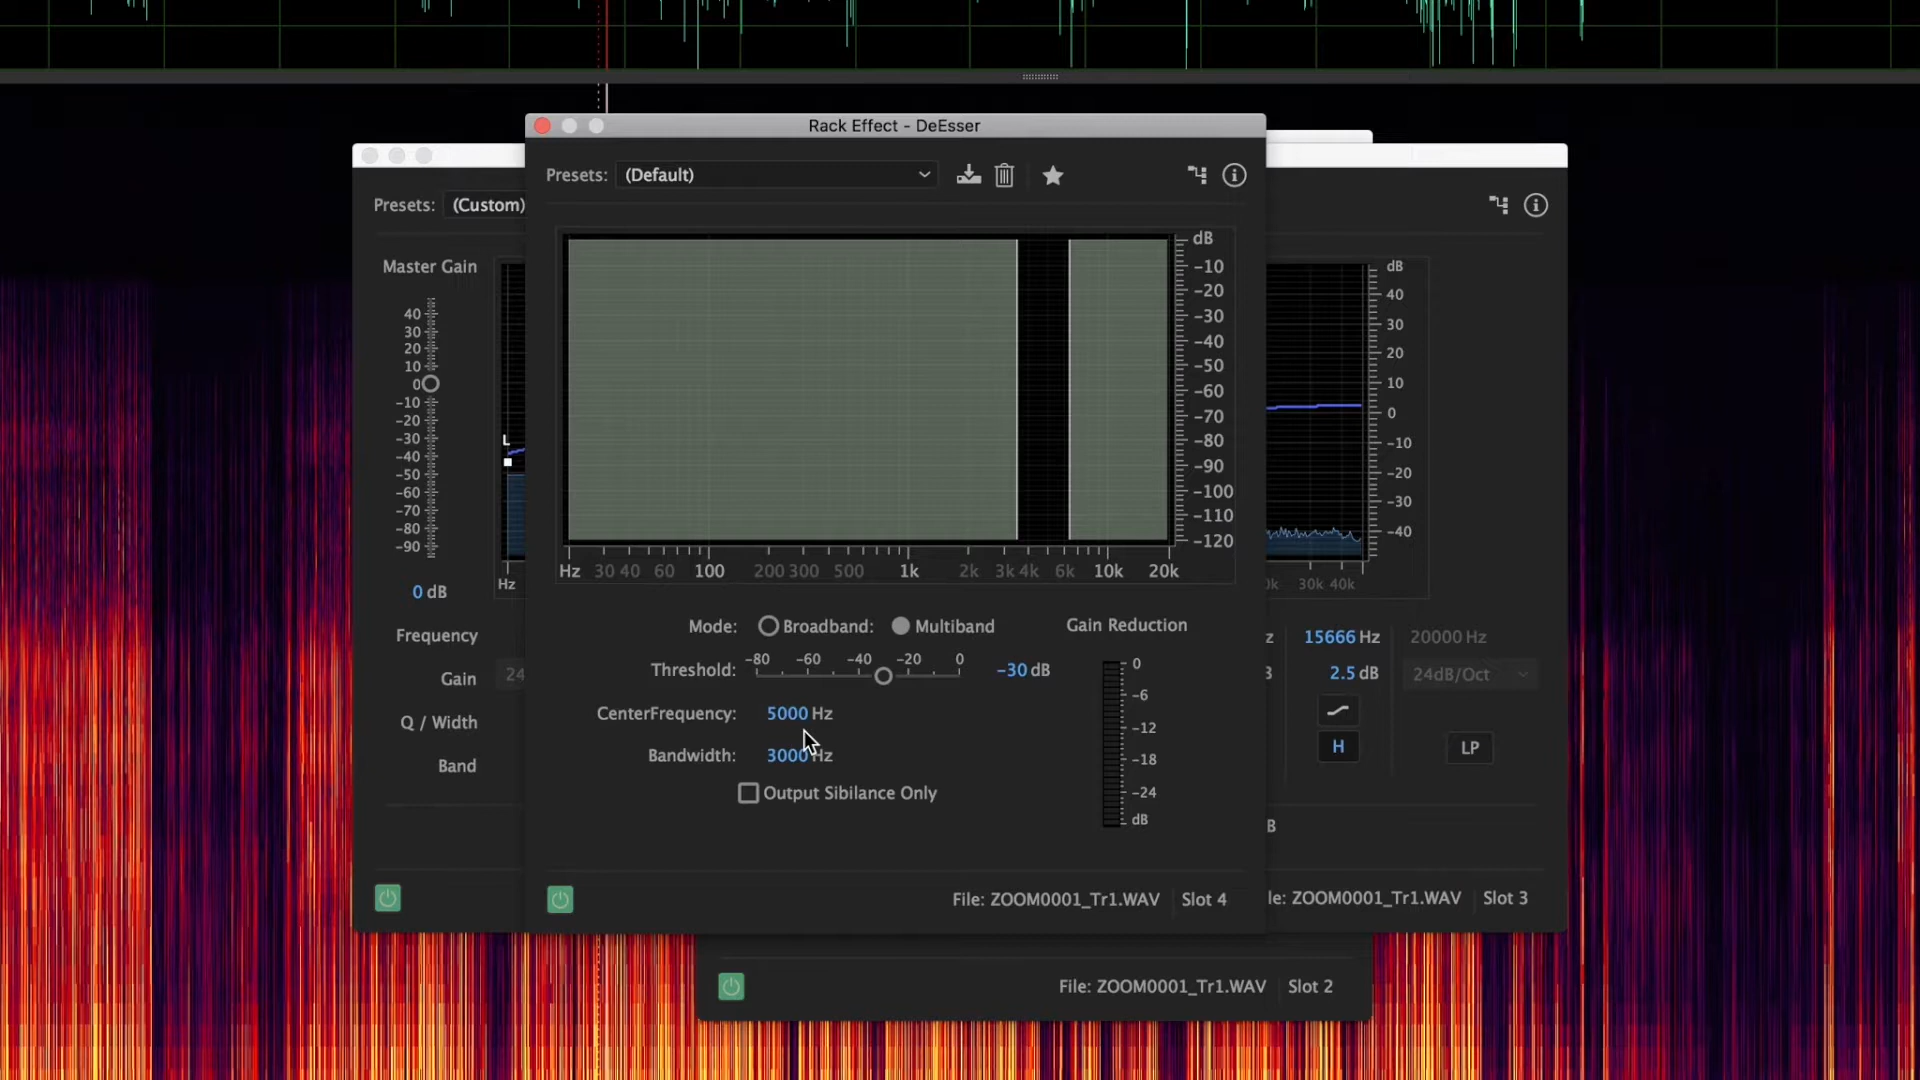 Rack Effect - DeEsser
Presets: (Default)
Presets: (Custom)
Master Gain
40
30
20
10
0
-10
-20
-30
-40
-50
-60
-70
-80
-90
0 dB
L
Hz
dB
-10
-20
-30
-40
-50
-60
-70
-80
-90
-100
-110
-120
Hz 30 40 60 100 200 300 500 1k 2k 3k 4k 6k 10k 20k
dB
40
30
20
10
0
-10
-20
-30
-40
0k 30k 40k
Mode: Broadband: Multiband
Threshold: -80 -60 -40 -20 0 -30 dB
CenterFrequency: 5000 Hz
Bandwidth: 3000 Hz
Output Sibilance Only
Gain Reduction
0
-6
-12
-18
-24
dB
Frequency
Gain
24
Q / Width
Band
z 15666 Hz 20000 Hz
2.5 dB 24dB/Oct
H LP
B
File: ZOOM0001_Tr1.WAV Slot 4
le: ZOOM0001_Tr1.WAV Slot 3
File: ZOOM0001_Tr1.WAV Slot 2